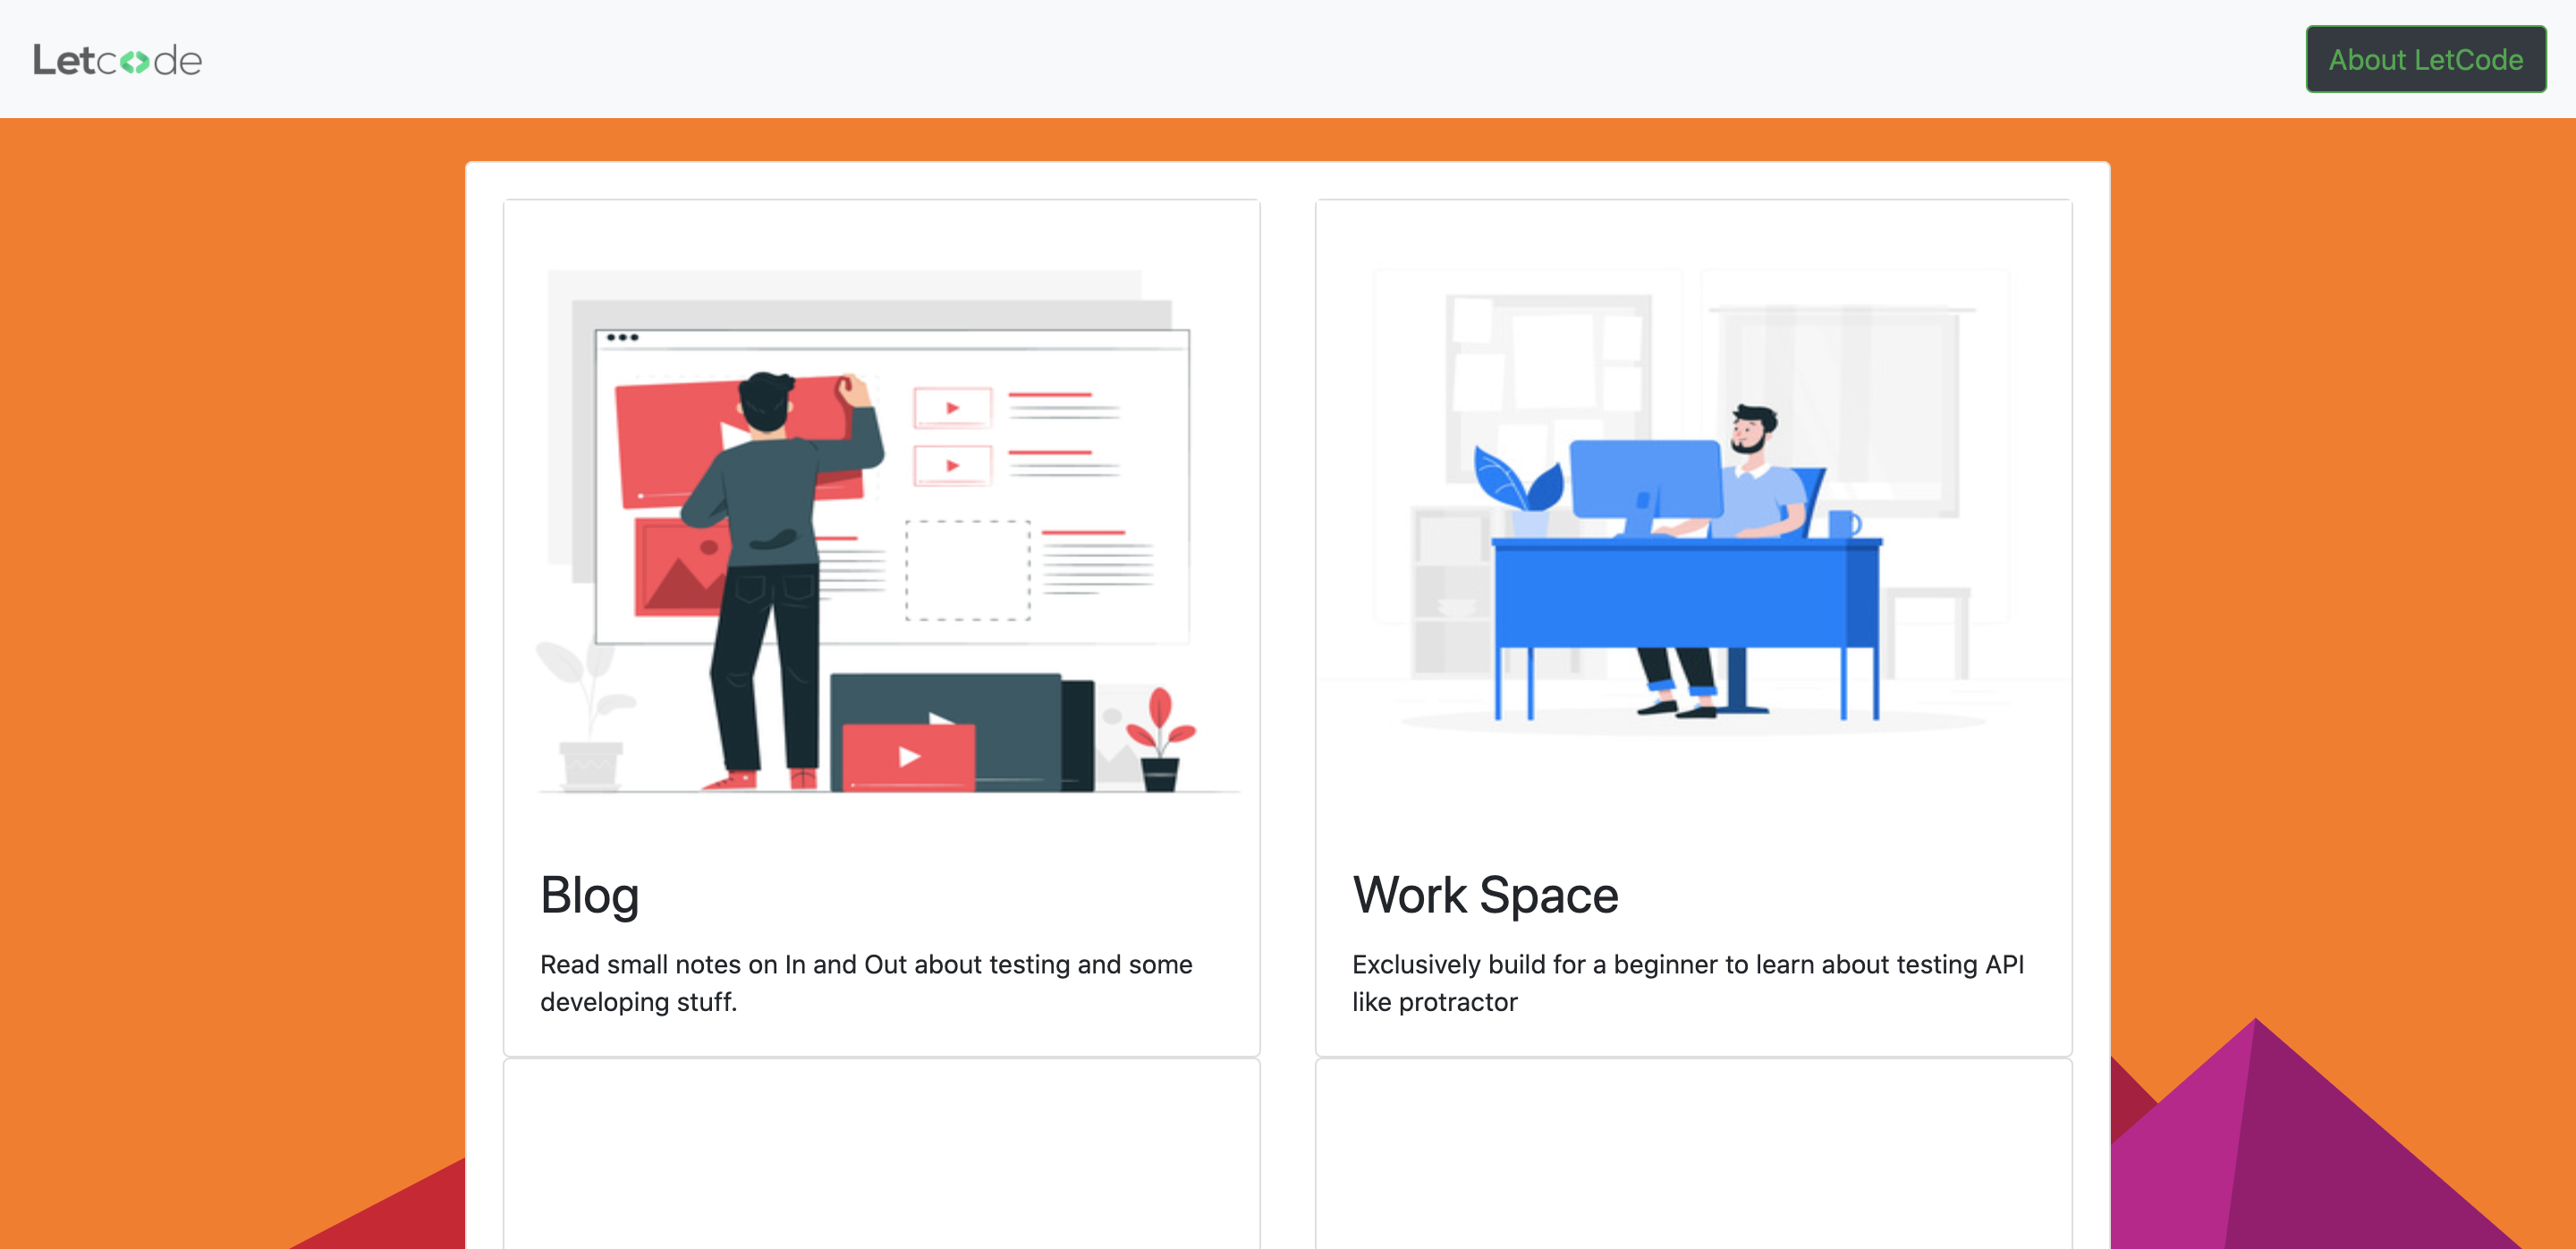 Letcode
About LetCode
Blog
Read small notes on In and Out about testing and some
developing stuff.
Work Space
Exclusively build for a beginner to learn about testing API
like protractor